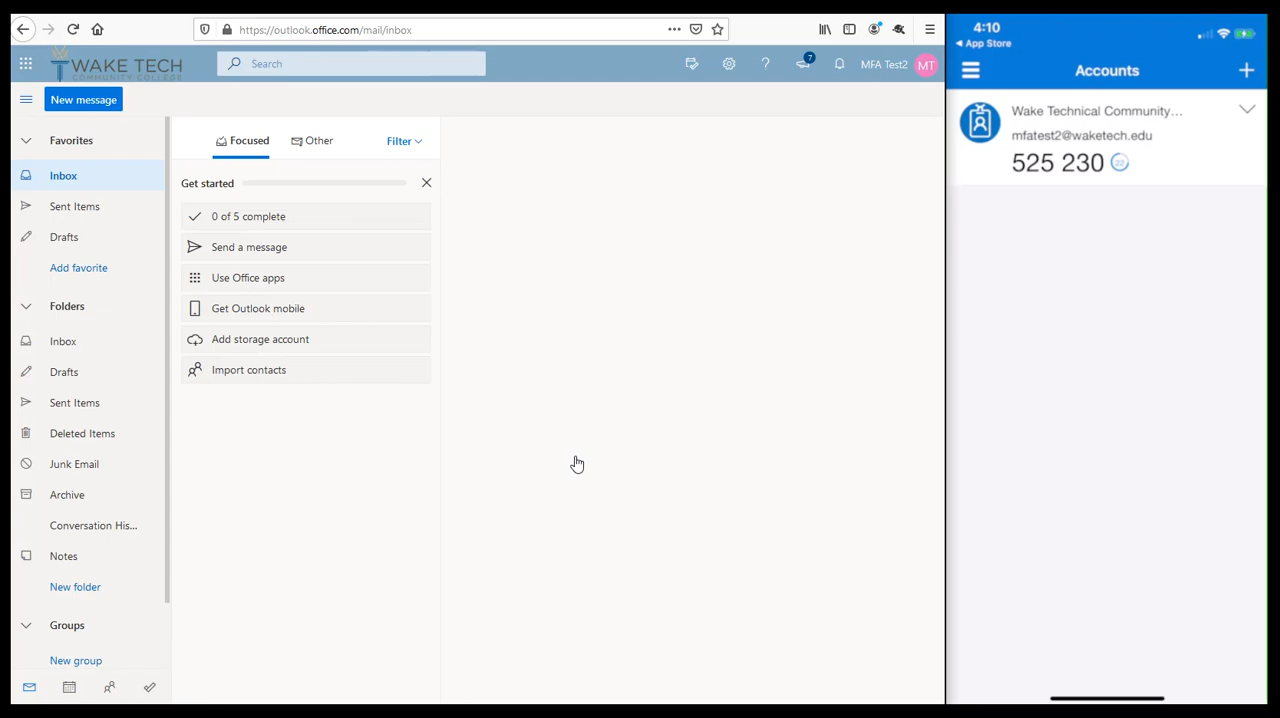 https://outlook.office.com/mail/inbox
WAKE TECH
COMMUNITY COLLEGE
Search
7
MFA Test2
MT
New message
Favorites
Inbox
Sent Items
Drafts
Add favorite
Folders
Inbox
Drafts
Sent Items
Deleted Items
Junk Email
Archive
Conversation His...
Notes
New folder
Groups
New group
Focused
Other
Filter
Get started
0 of 5 complete
Send a message
Use Office apps
Get Outlook mobile
Add storage account
Import contacts
4:10
App Store
Accounts
Wake Technical Community...
mfatest2@waketech.edu
525 230
22